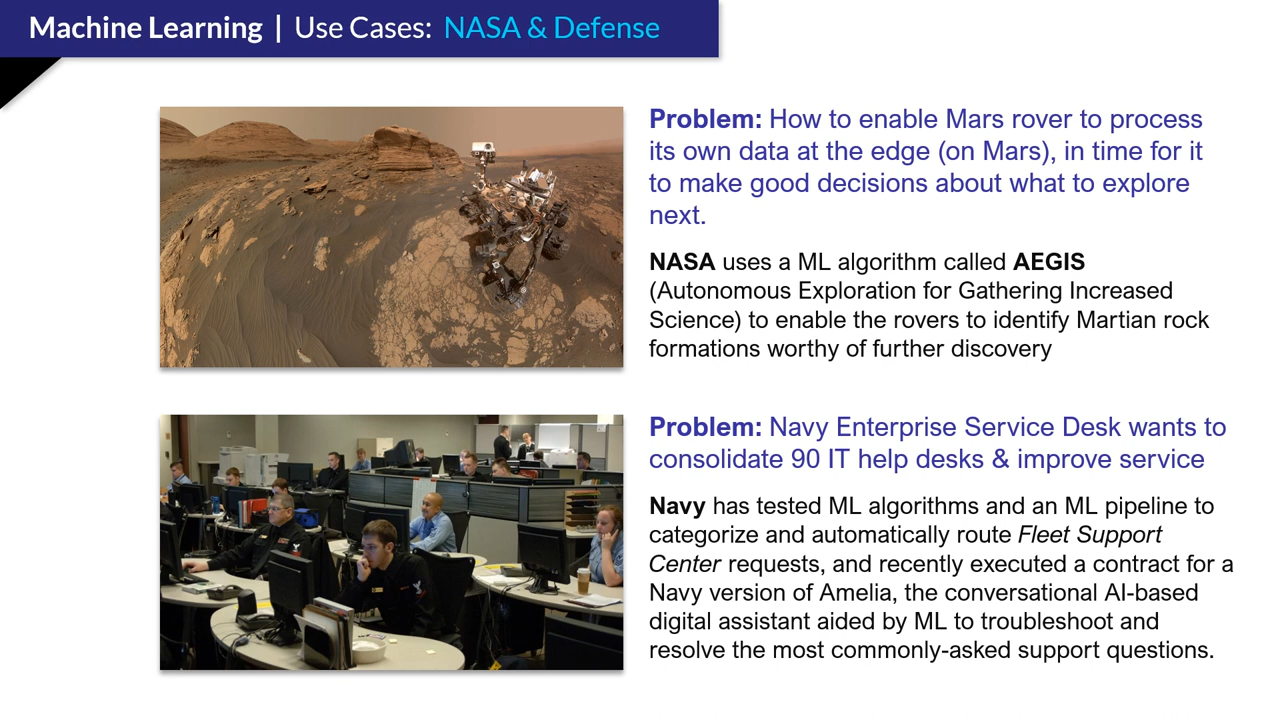 Machine Learning | Use Cases: NASA & Defense
Problem: How to enable Mars rover to process
its own data at the edge (on Mars), in time for it
to make good decisions about what to explore
next.
NASA uses a ML algorithm called AEGIS
(Autonomous Exploration for Gathering Increased
Science) to enable the rovers to identify Martian rock
formations worthy of further discovery
Problem: Navy Enterprise Service Desk wants to
consolidate 90 IT help desks & improve service
Navy has tested ML algorithms and an ML pipeline to
categorize and automatically route Fleet Support
Center requests, and recently executed a contract for a
Navy version of Amelia, the conversational AI-based
digital assistant aided by ML to troubleshoot and
resolve the most commonly-asked support questions.